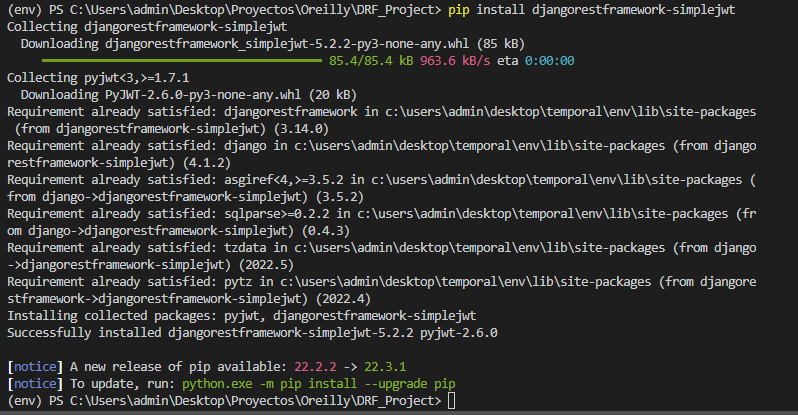 (env) PS C:\Users\admin\Desktop\Proyectos\Oreilly\DRF_Project> pip install djangorestframework-simplejwt
Collecting djangorestframework-simplejwt
Downloading djangorestframework_simplejwt-5.2.2-py3-none-any.whl (85 kB)
85.4/85.4 kB 963.6 kB/s eta 0:00:00
Collecting pyjwt<3,>=1.7.1
Downloading PyJWT-2.6.0-py3-none-any.whl (20 kB)
Requirement already satisfied: djangorestframework in c:\users\admin\desktop\temporal\env\lib\site-packages
(from djangorestframework-simplejwt) (3.14.0)
Requirement already satisfied: django in c:\users\admin\desktop\temporal\env\lib\site-packages (from django
restframework-simplejwt) (4.1.2)
Requirement already satisfied: asgiref<4,>=3.5.2 in c:\users\admin\desktop\temporal\env\lib\site-packages (
from django->djangorestframework-simplejwt) (3.5.2)
Requirement already satisfied: sqlparse>=0.2.2 in c:\users\admin\desktop\temporal\env\lib\site-packages (fr
om django->djangorestframework-simplejwt) (0.4.3)
Requirement already satisfied: tzdata in c:\users\admin\desktop\temporal\env\lib\site-packages (from django
->djangorestframework-simplejwt) (2022.5)
Requirement already satisfied: pytz in c:\users\admin\desktop\temporal\env\lib\site-packages (from djangore
stframework->djangorestframework-simplejwt) (2022.4)
Installing collected packages: pyjwt, djangorestframework-simplejwt
Successfully installed djangorestframework-simplejwt-5.2.2 pyjwt-2.6.0
[notice] A new release of pip available: 22.2.2 -> 22.3.1
[notice] To update, run: python.exe -m pip install --upgrade pip
(env) PS C:\Users\admin\Desktop\Proyectos\Oreilly\DRF_Project>